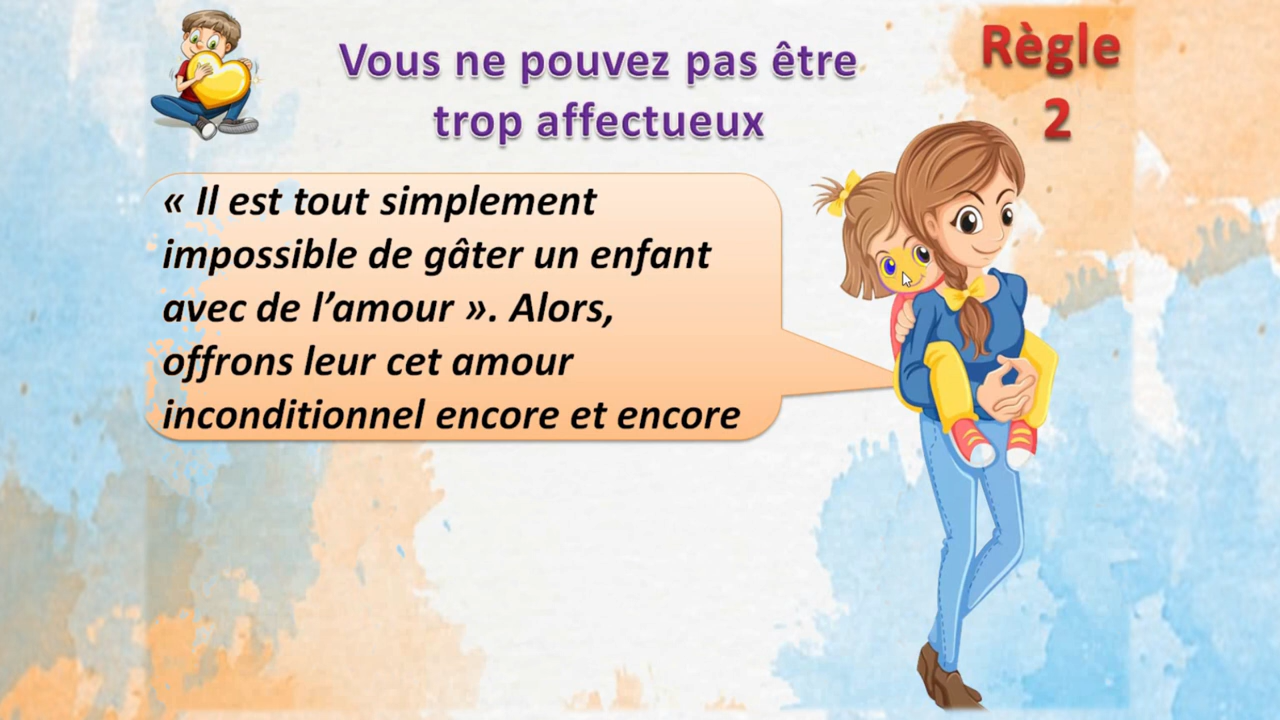 Vous ne pouvez pas être
trop affectueux
Règle
2
« Il est tout simplement
impossible de gâter un enfant
avec de l’amour ». Alors,
offrons leur cet amour
inconditionnel encore et encore